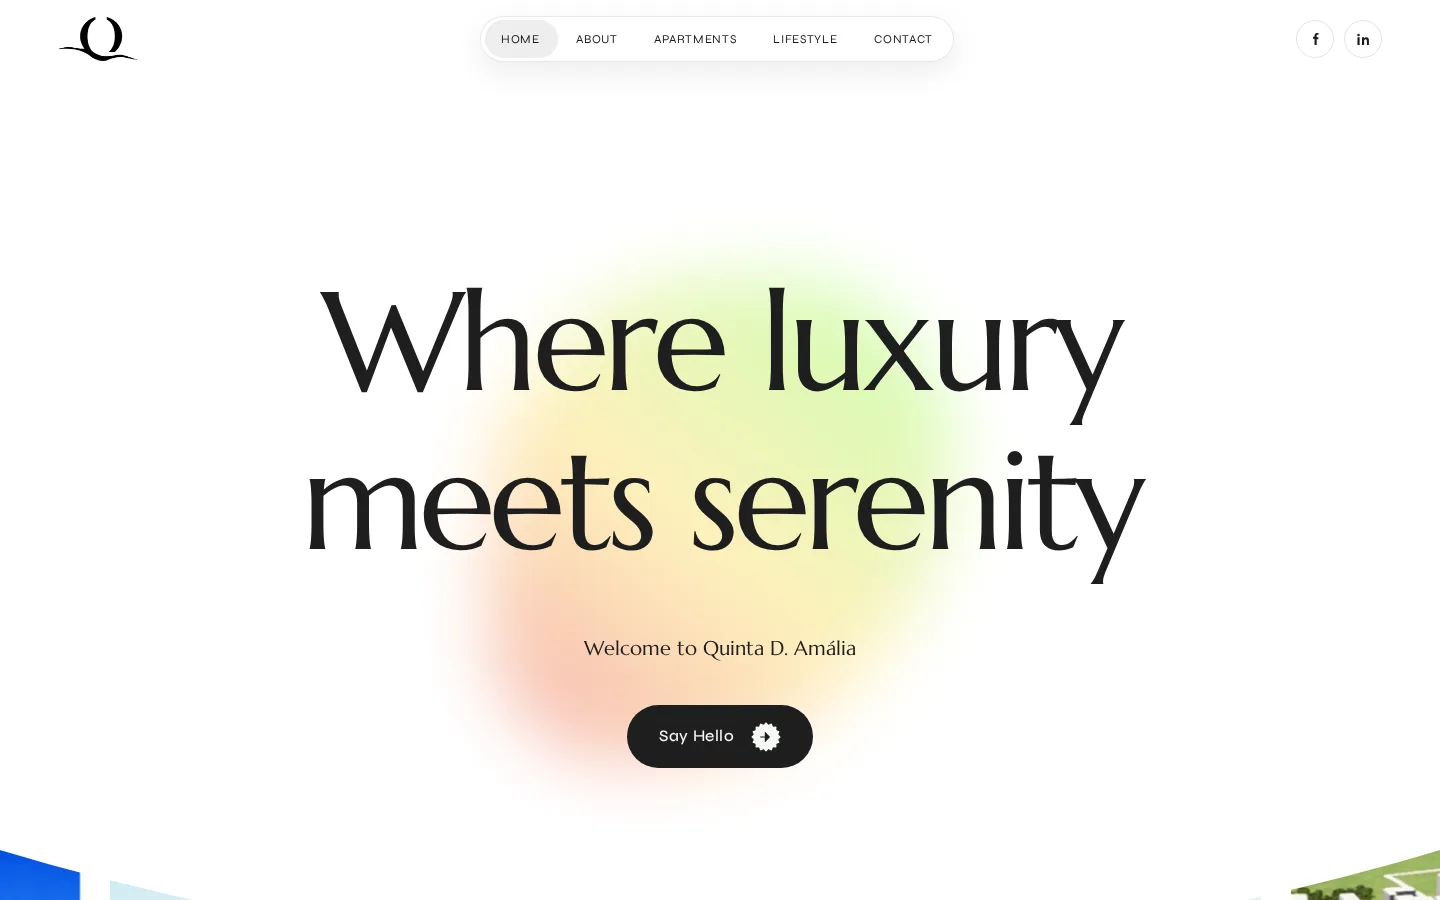 HOME ABOUT APARTMENTS LIFESTYLE CONTACT
Where luxury
meets serenity
Welcome to Quinta D. Amália
Say Hello